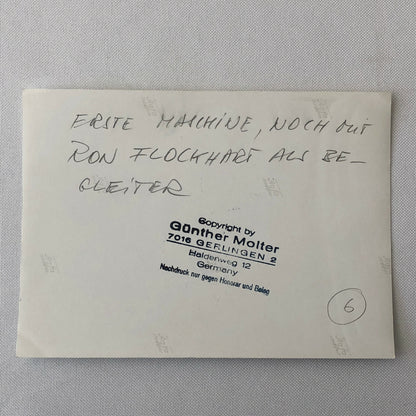 ERSTE MASCHINE, NOCH MIT
RON FLOCKHART ALS BE-
GLEITER
Copyright by
Günther Molter
7016 GERLINGEN 2
Haldenweg 12
Germany
Nachdruck nur gegen Honorar und Beleg
6